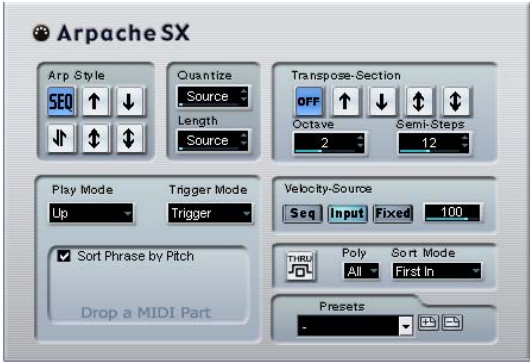 Arpache SX
Arp Style
SEQ
Quantize
Source
Length
Source
Transpose-Section
OFF
Octave
2
Semi-Steps
12
Play Mode
Up
Trigger Mode
Trigger
Sort Phrase by Pitch
Drop a MIDI Part
Velocity-Source
Seq Input Fixed 100
THRU
Poly
All
Sort Mode
First In
Presets
-